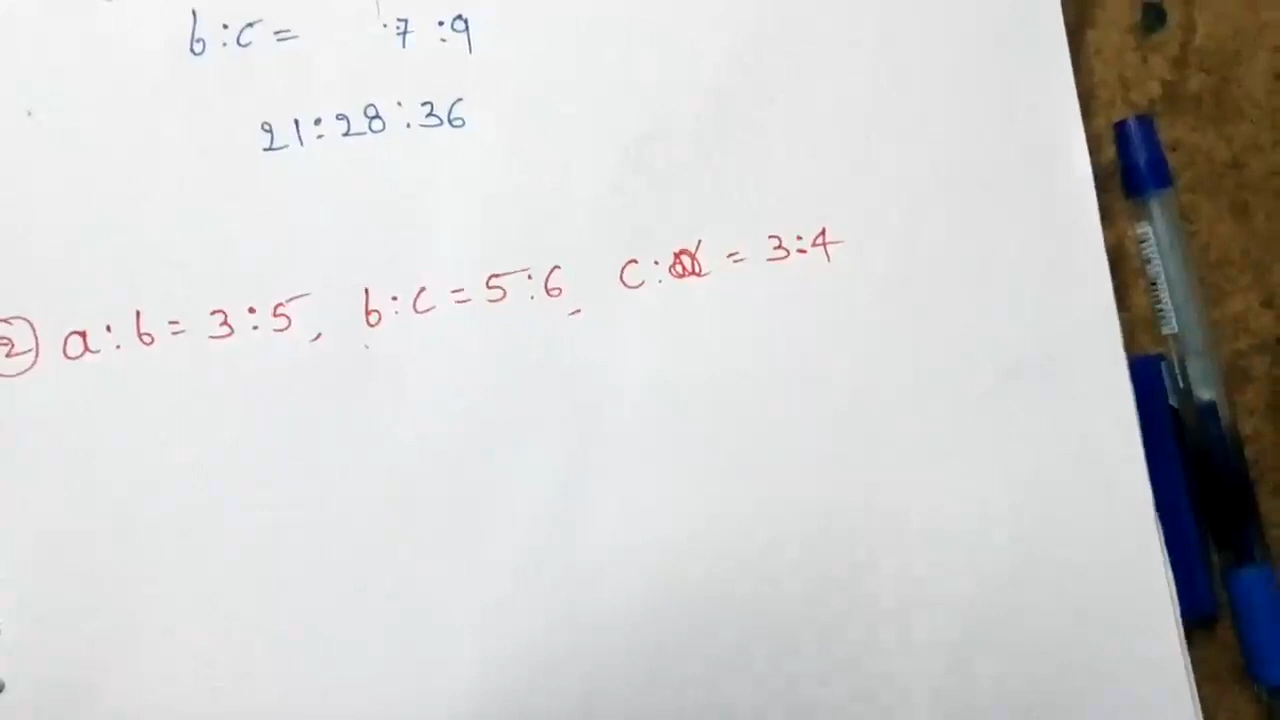 b:c = 7:9
21:28:36
2) a:b = 3:5, b:c = 5:6, c: = 3:4